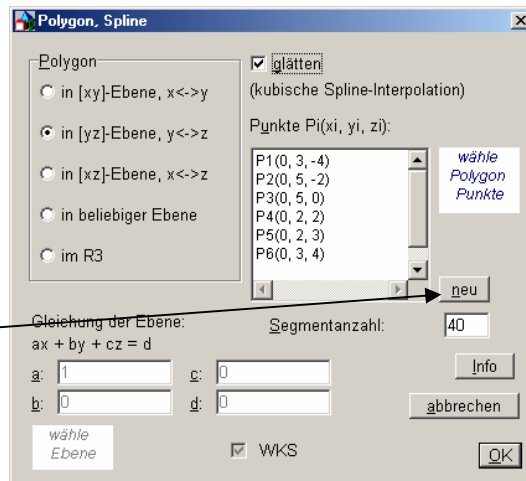 Polygon, Spline
Polygon
in [xy]-Ebene, x<->y
in [yz]-Ebene, y<->z
in [xz]-Ebene, x<->z
in beliebiger Ebene
im R3
glätten
(kubische Spline-Interpolation)
Punkte Pi(xi, yi, zi):
P1(0, 3, -4)
P2(0, 5, -2)
P3(0, 5, 0)
P4(0, 2, 2)
P5(0, 2, 3)
P6(0, 3, 4)
wähle
Polygon
Punkte
neu
Gleichung der Ebene:
ax + by + cz = d
Segmentanzahl:
40
a: 1
c: 0
b: 0
d: 0
Info
abbrechen
wähle
Ebene
WKS
OK